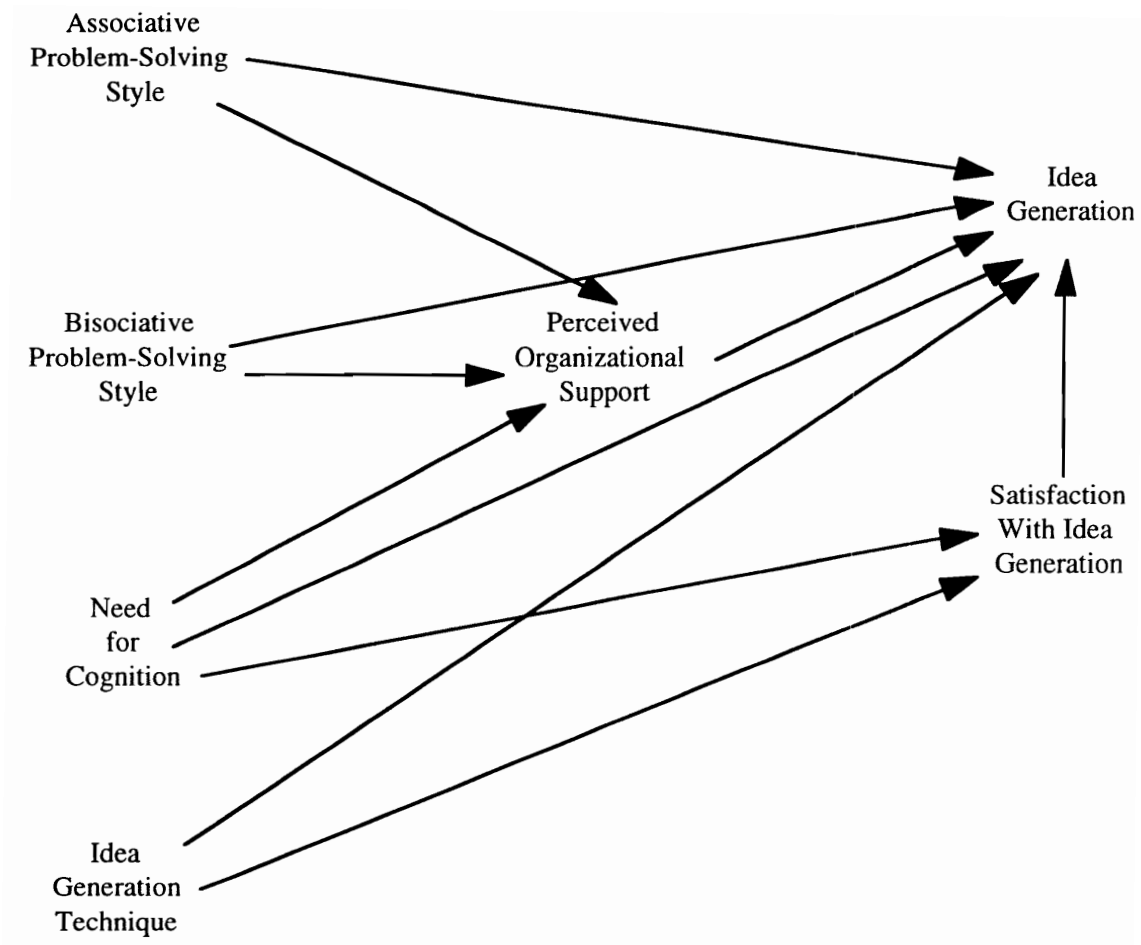 Associative
Problem-Solving
Style
Idea
Generation
Bisociative
Problem-Solving
Style
Perceived
Organizational
Support
Satisfaction
With Idea
Generation
Need
for
Cognition
Idea
Generation
Technique